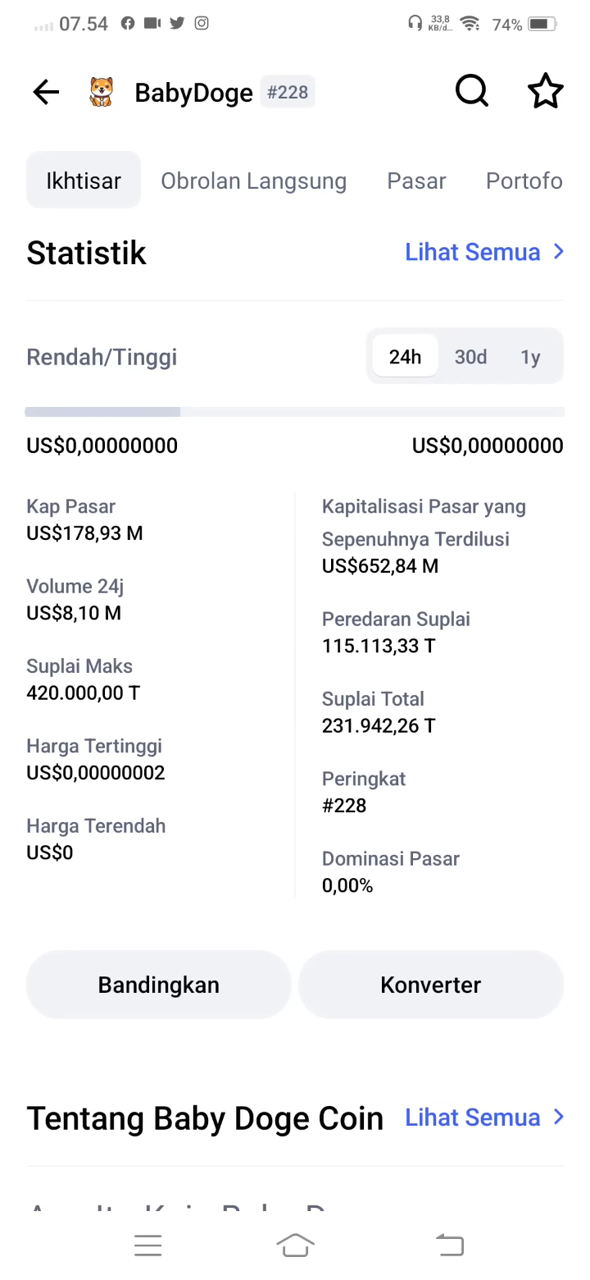 07.54 33,8 KB/d... 74%
BabyDoge #228
Ikhtisar Obrolan Langsung Pasar Portofo
Statistik Lihat Semua >
Rendah/Tinggi 24h 30d 1y
US$0,00000000 US$0,00000000
Kap Pasar
US$178,93 M
Volume 24j
US$8,10 M
Suplai Maks
420.000,00 T
Harga Tertinggi
US$0,00000002
Harga Terendah
US$0
Kapitalisasi Pasar yang
Sepenuhnya Terdilusi
US$652,84 M
Peredaran Suplai
115.113,33 T
Suplai Total
231.942,26 T
Peringkat
#228
Dominasi Pasar
0,00%
Bandingkan Konverter
Tentang Baby Doge Coin Lihat Semua >